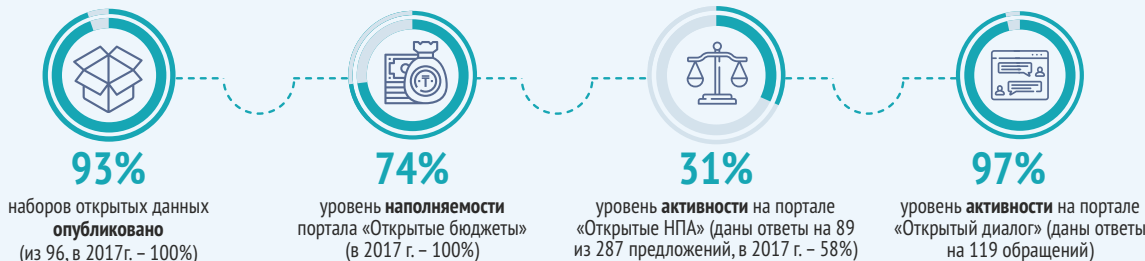 93%
наборов открытых данных
опубликовано
(из 96, в 2017г. – 100%)
74%
уровень наполняемости
портала «Открытые бюджеты»
(в 2017 г. – 100%)
31%
уровень активности на портале
«Открытые НПА» (даны ответы на 89
из 287 предложений, в 2017 г. – 58%)
97%
уровень активности на портале
«Открытый диалог» (даны ответы
на 119 обращений)